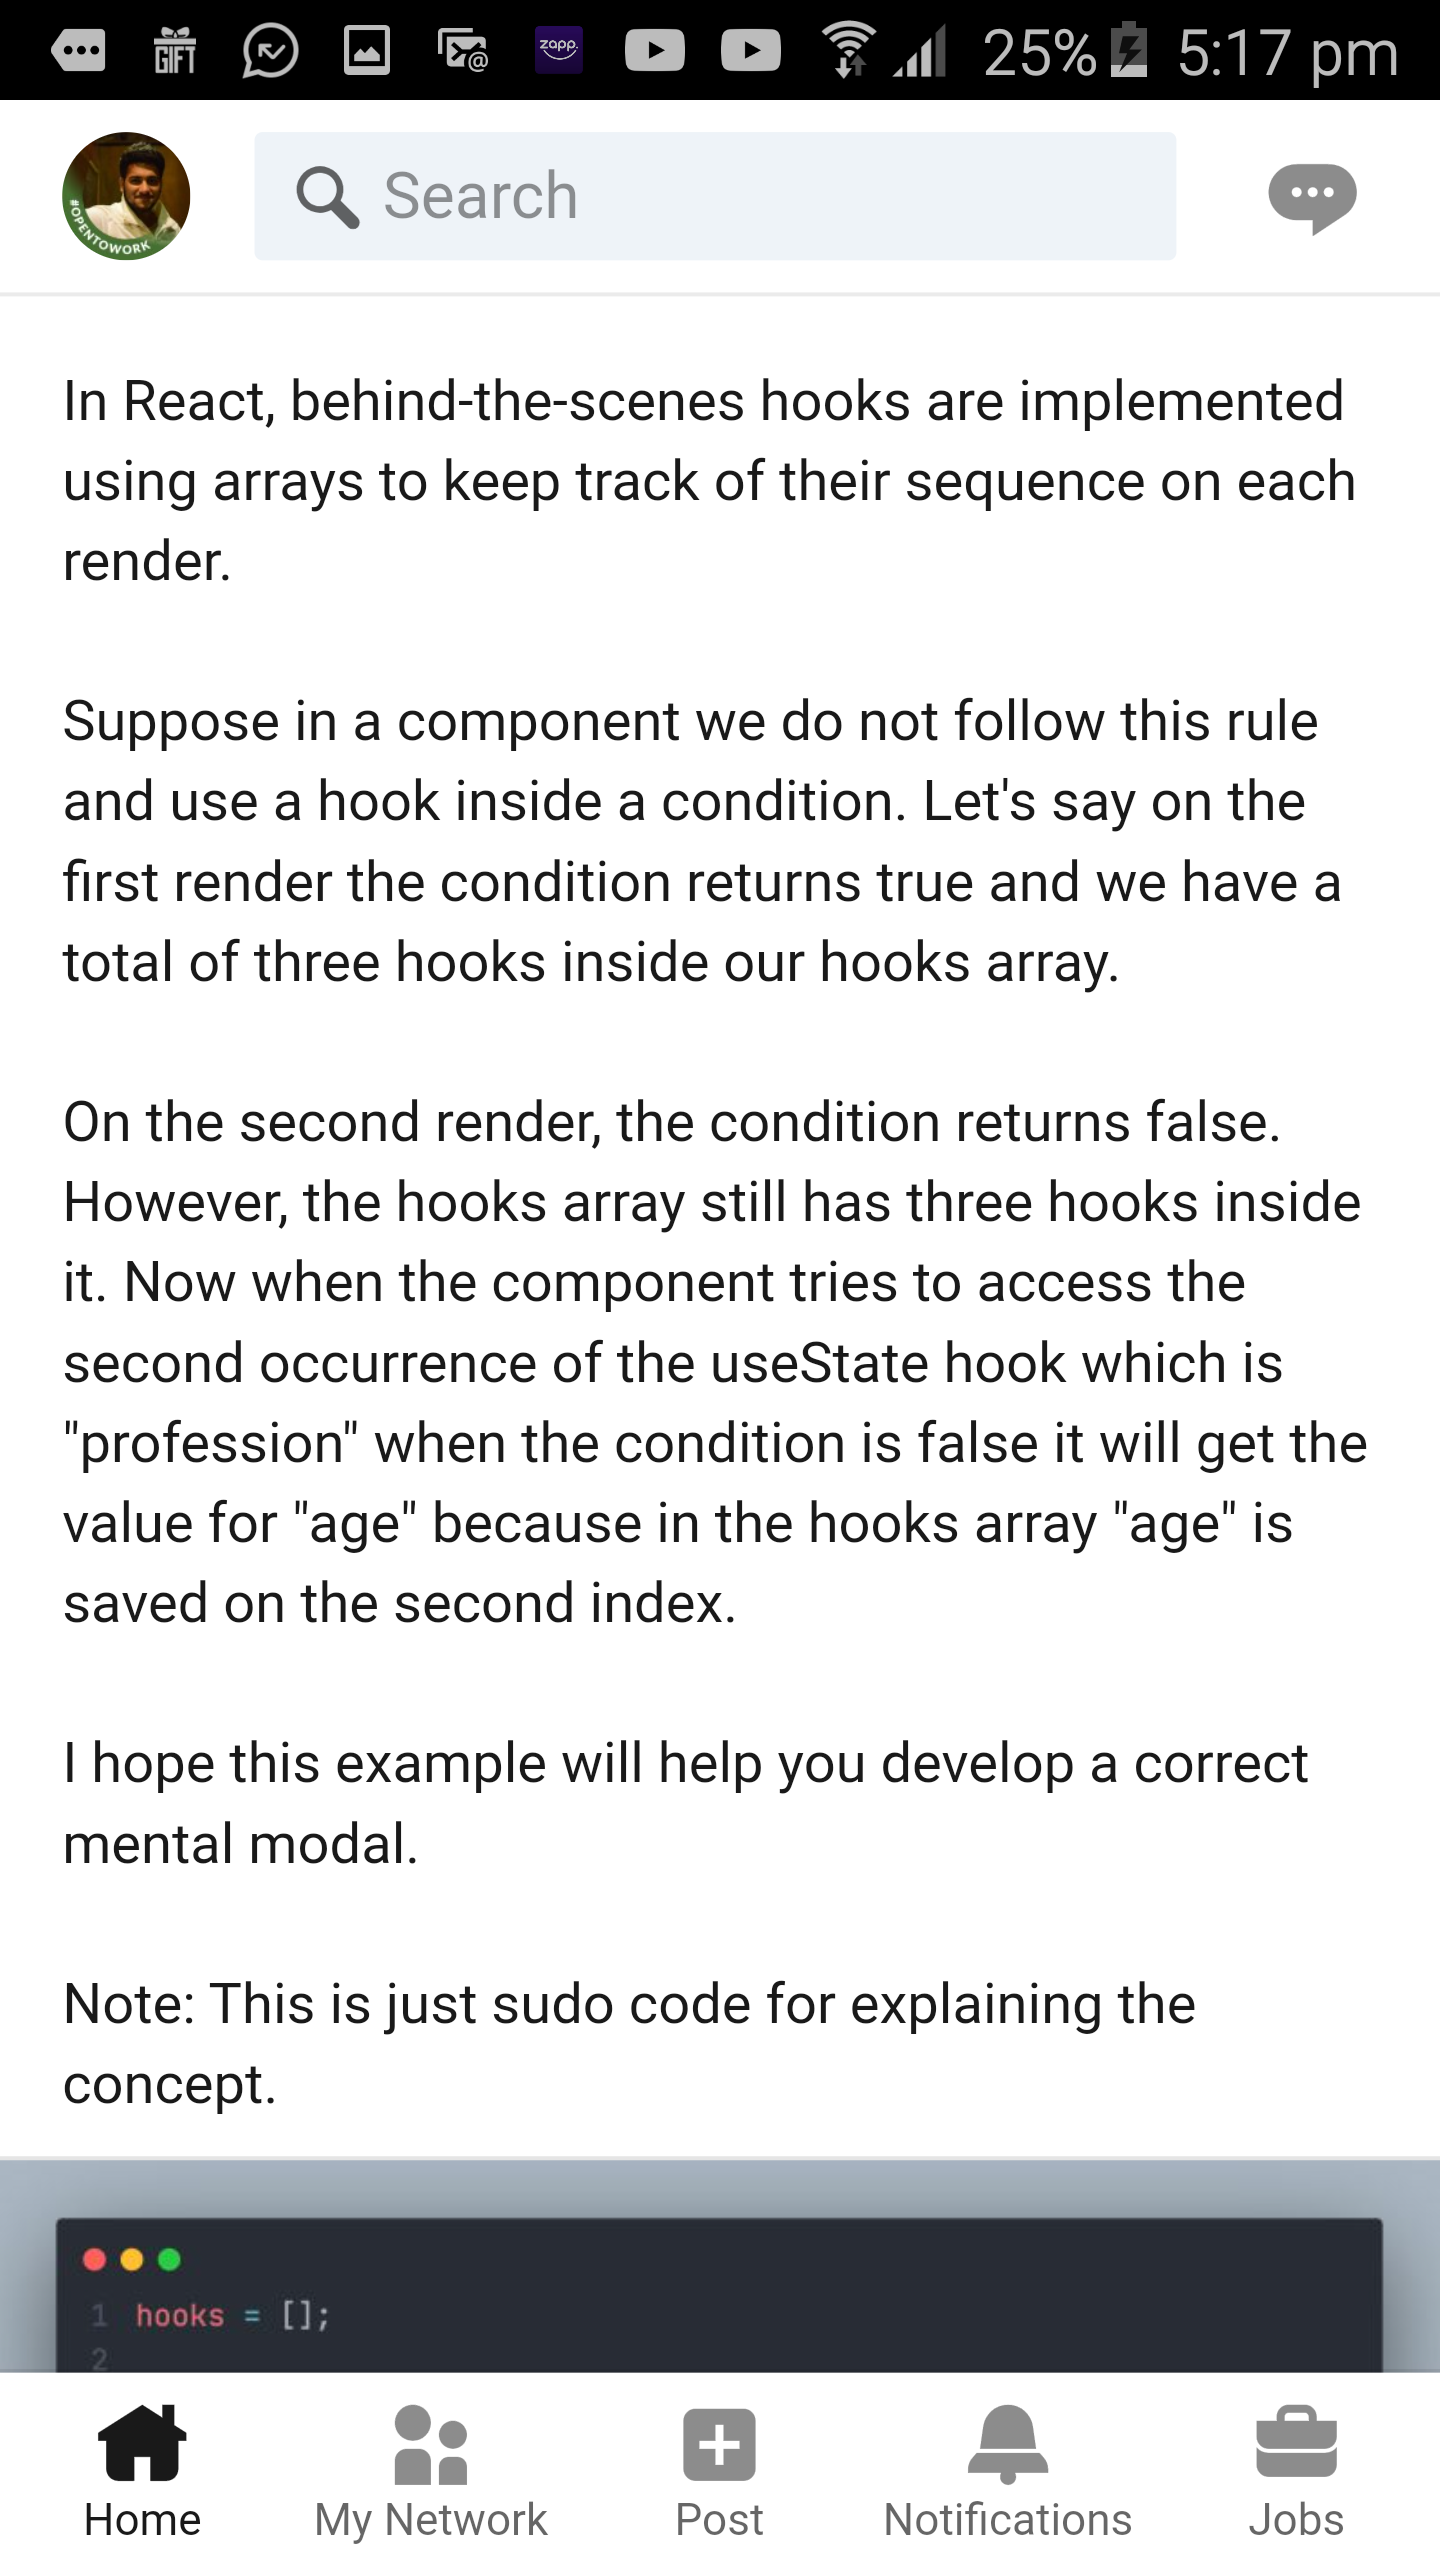 GIFT
zapp.
25% 5:17 pm
#OPENTOWORK
Search
In React, behind-the-scenes hooks are implemented
using arrays to keep track of their sequence on each
render.
Suppose in a component we do not follow this rule
and use a hook inside a condition. Let's say on the
first render the condition returns true and we have a
total of three hooks inside our hooks array.
On the second render, the condition returns false.
However, the hooks array still has three hooks inside
it. Now when the component tries to access the
second occurrence of the useState hook which is
"profession" when the condition is false it will get the
value for "age" because in the hooks array "age" is
saved on the second index.
I hope this example will help you develop a correct
mental modal.
Note: This is just sudo code for explaining the
concept.
1 hooks = [];
2
Home My Network Post Notifications Jobs